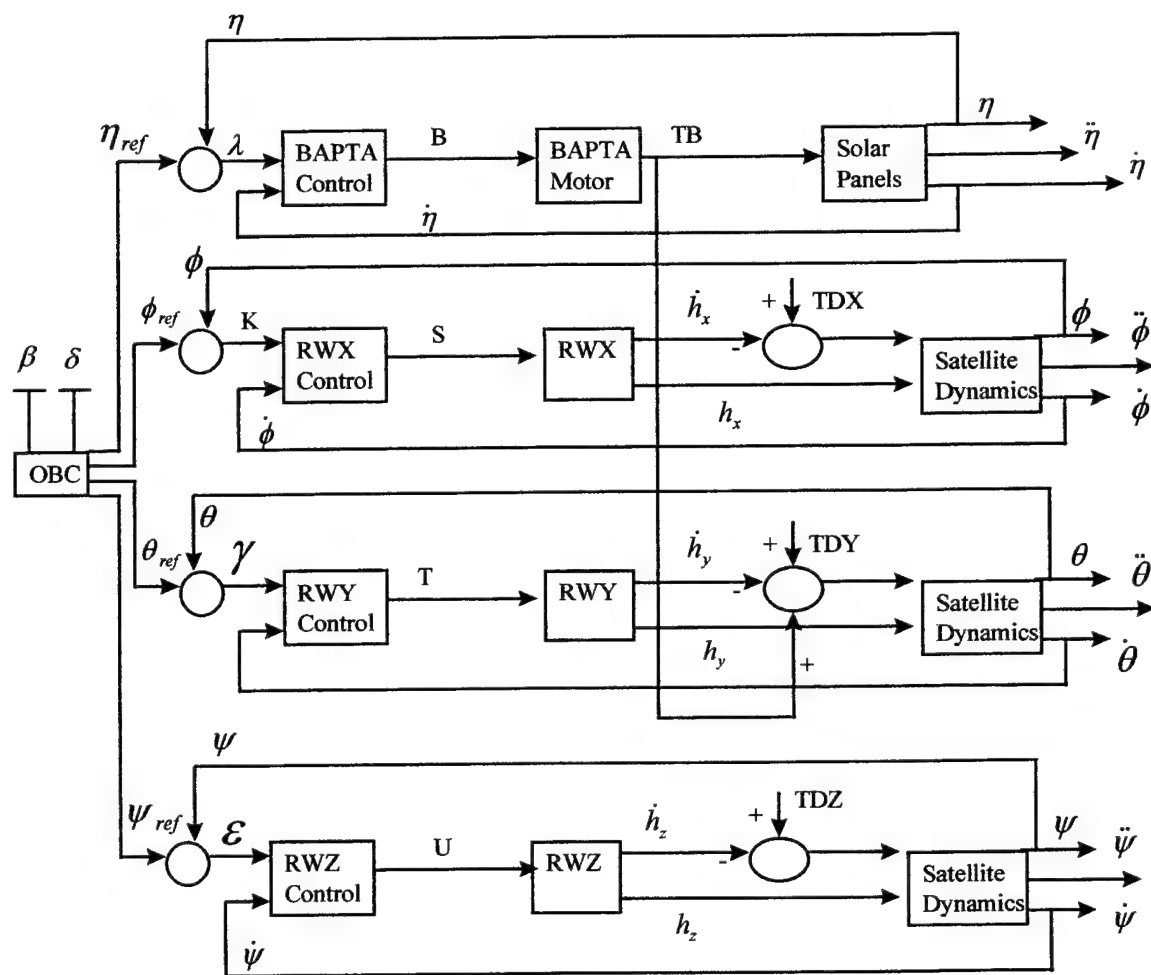 η
η_ref
λ
BAPTA
Control
B
BAPTA
Motor
TB
Solar
Panels
η
η̈
η̇
η̇
ϕ
ϕ_ref
K
RWX
Control
S
RWX
ḣ_x
+
TDX
-
h_x
Satellite
Dynamics
ϕ
ϕ̈
ϕ̇
ϕ̇
β
δ
OBC
θ
θ_ref
γ
RWY
Control
T
RWY
ḣ_y
+
TDY
-
h_y
+
Satellite
Dynamics
θ
θ̈
θ̇
ψ
ψ_ref
ε
RWZ
Control
U
RWZ
ḣ_z
+
TDZ
-
h_z
Satellite
Dynamics
ψ
ψ̈
ψ̇
ψ̇